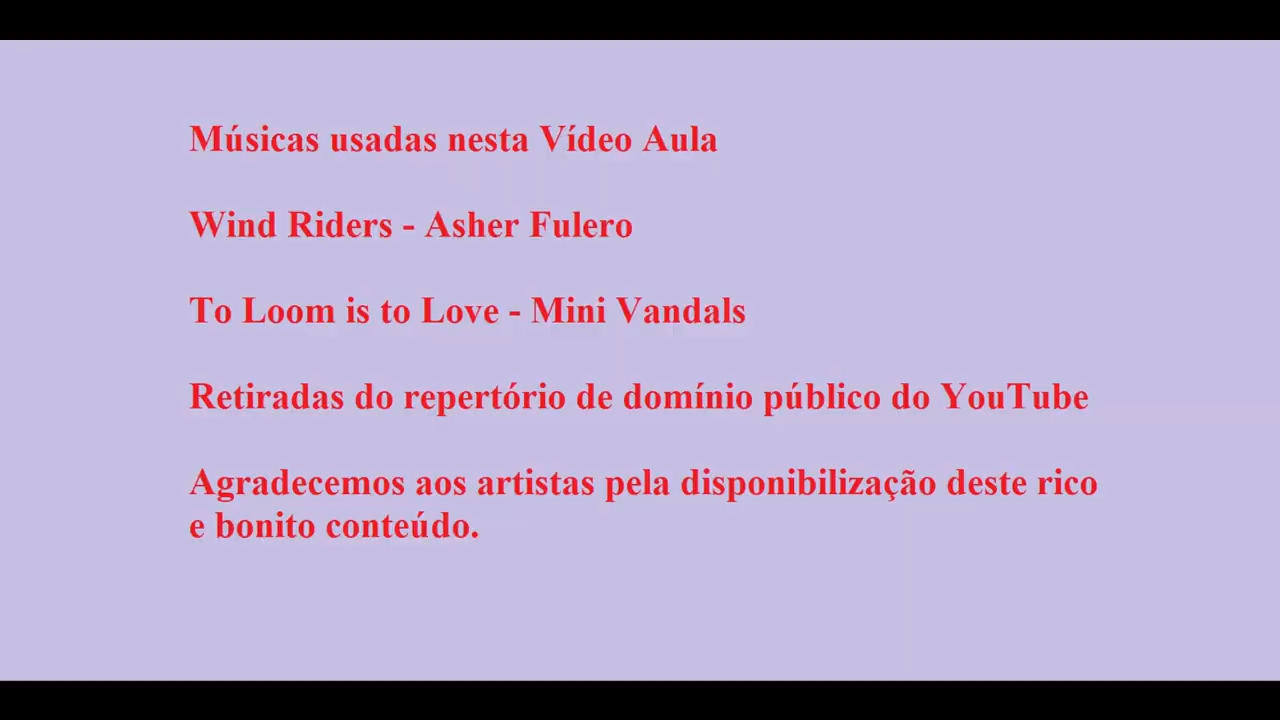 Músicas usadas nesta Vídeo Aula
Wind Riders - Asher Fulero
To Loom is to Love - Mini Vandals
Retiradas do repertório de domínio público do YouTube
Agradecemos aos artistas pela disponibilização deste rico
e bonito conteúdo.